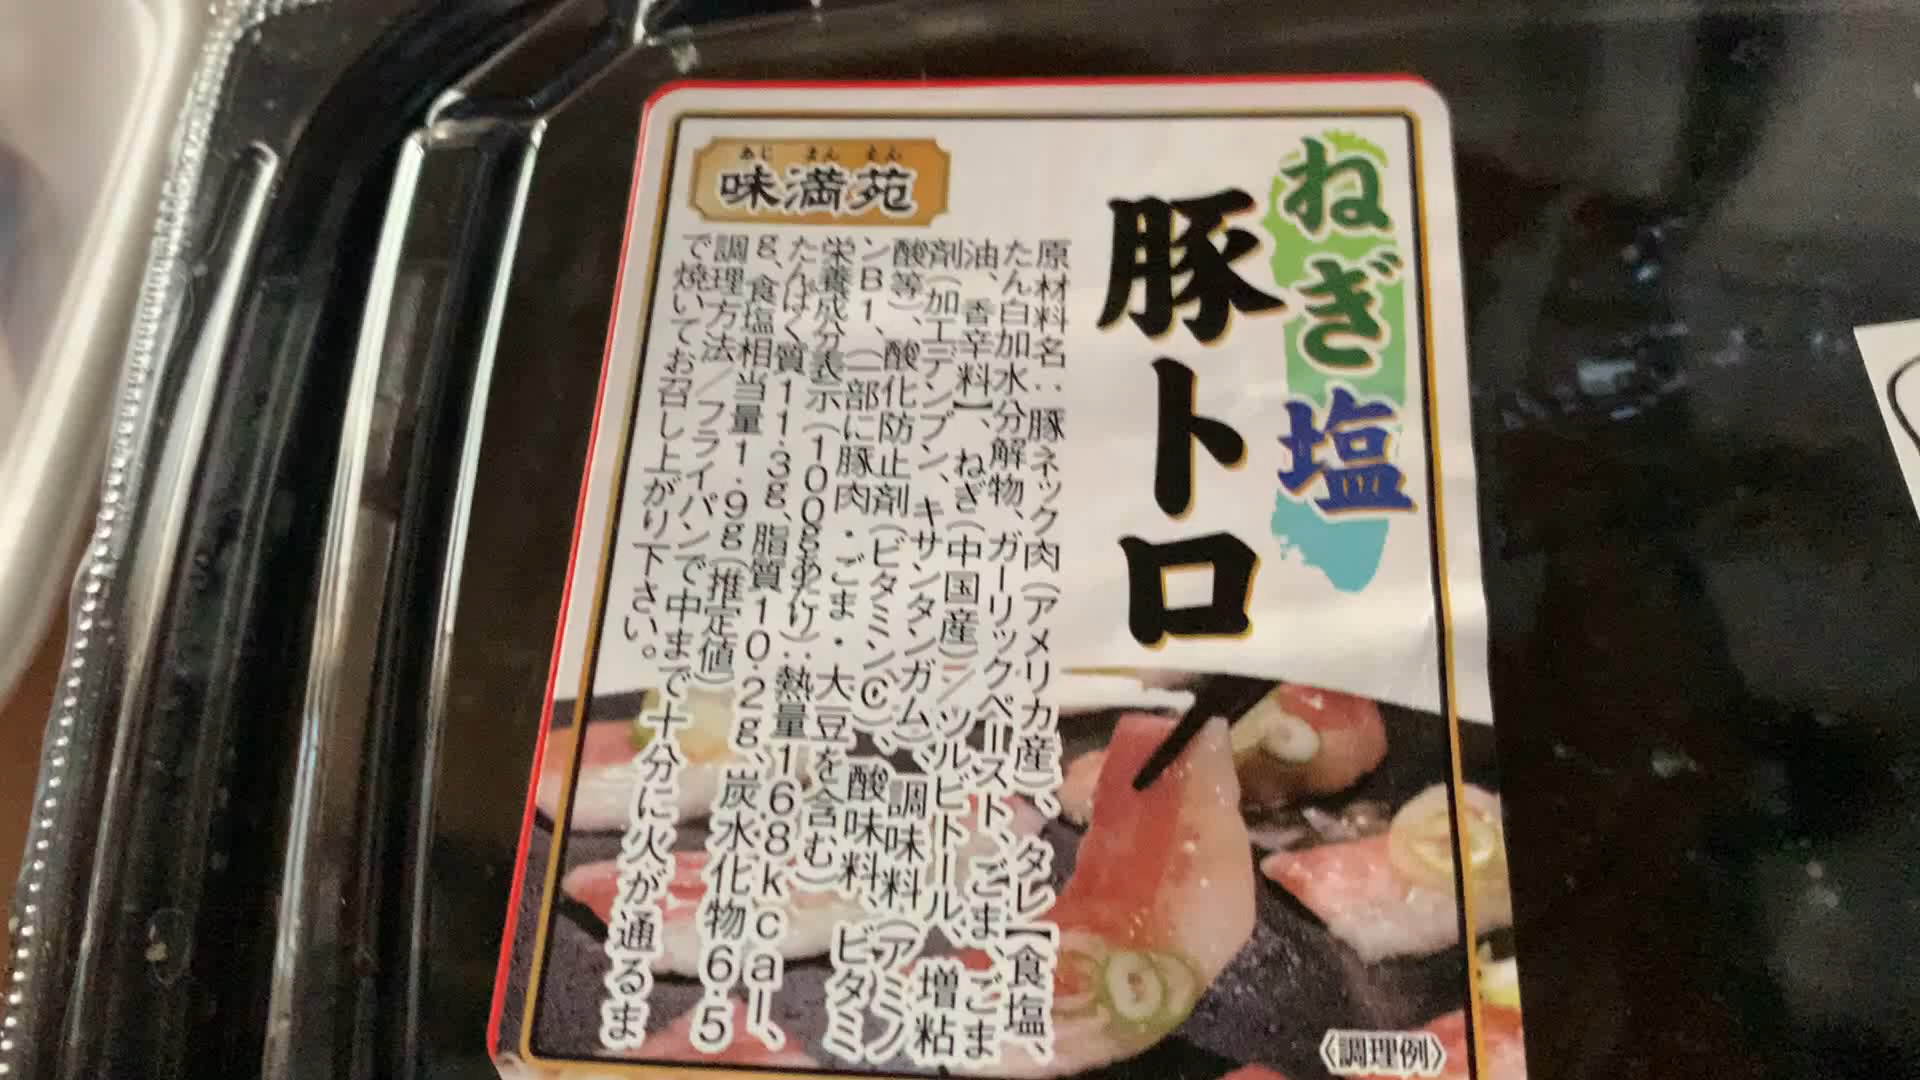 ねぎ塩
豚トロ
あじまんえん
味満苑
原材料名：豚ネック肉（アメリカ産）、タレ【食塩、
たん白加水分解物、ガーリックペースト、ごま、ごま
油、香辛料】、ねぎ（中国産）／ソルビトール、増粘
剤（加工デンプン、キサンタンガム）、調味料（アミノ
酸等）、酸化防止剤（ビタミンC）、酸味料、ビタミ
ンB1、（一部に豚肉・ごま・大豆を含む）
栄養成分表示（100gあたり）：熱量168kcal、
たんぱく質11.3g、脂質10.2g、炭水化物6.5
g、食塩相当量1.9g（推定値）
調理方法／フライパンで中まで十分に火が通るま
で焼いてお召し上がり下さい。
〈調理例〉